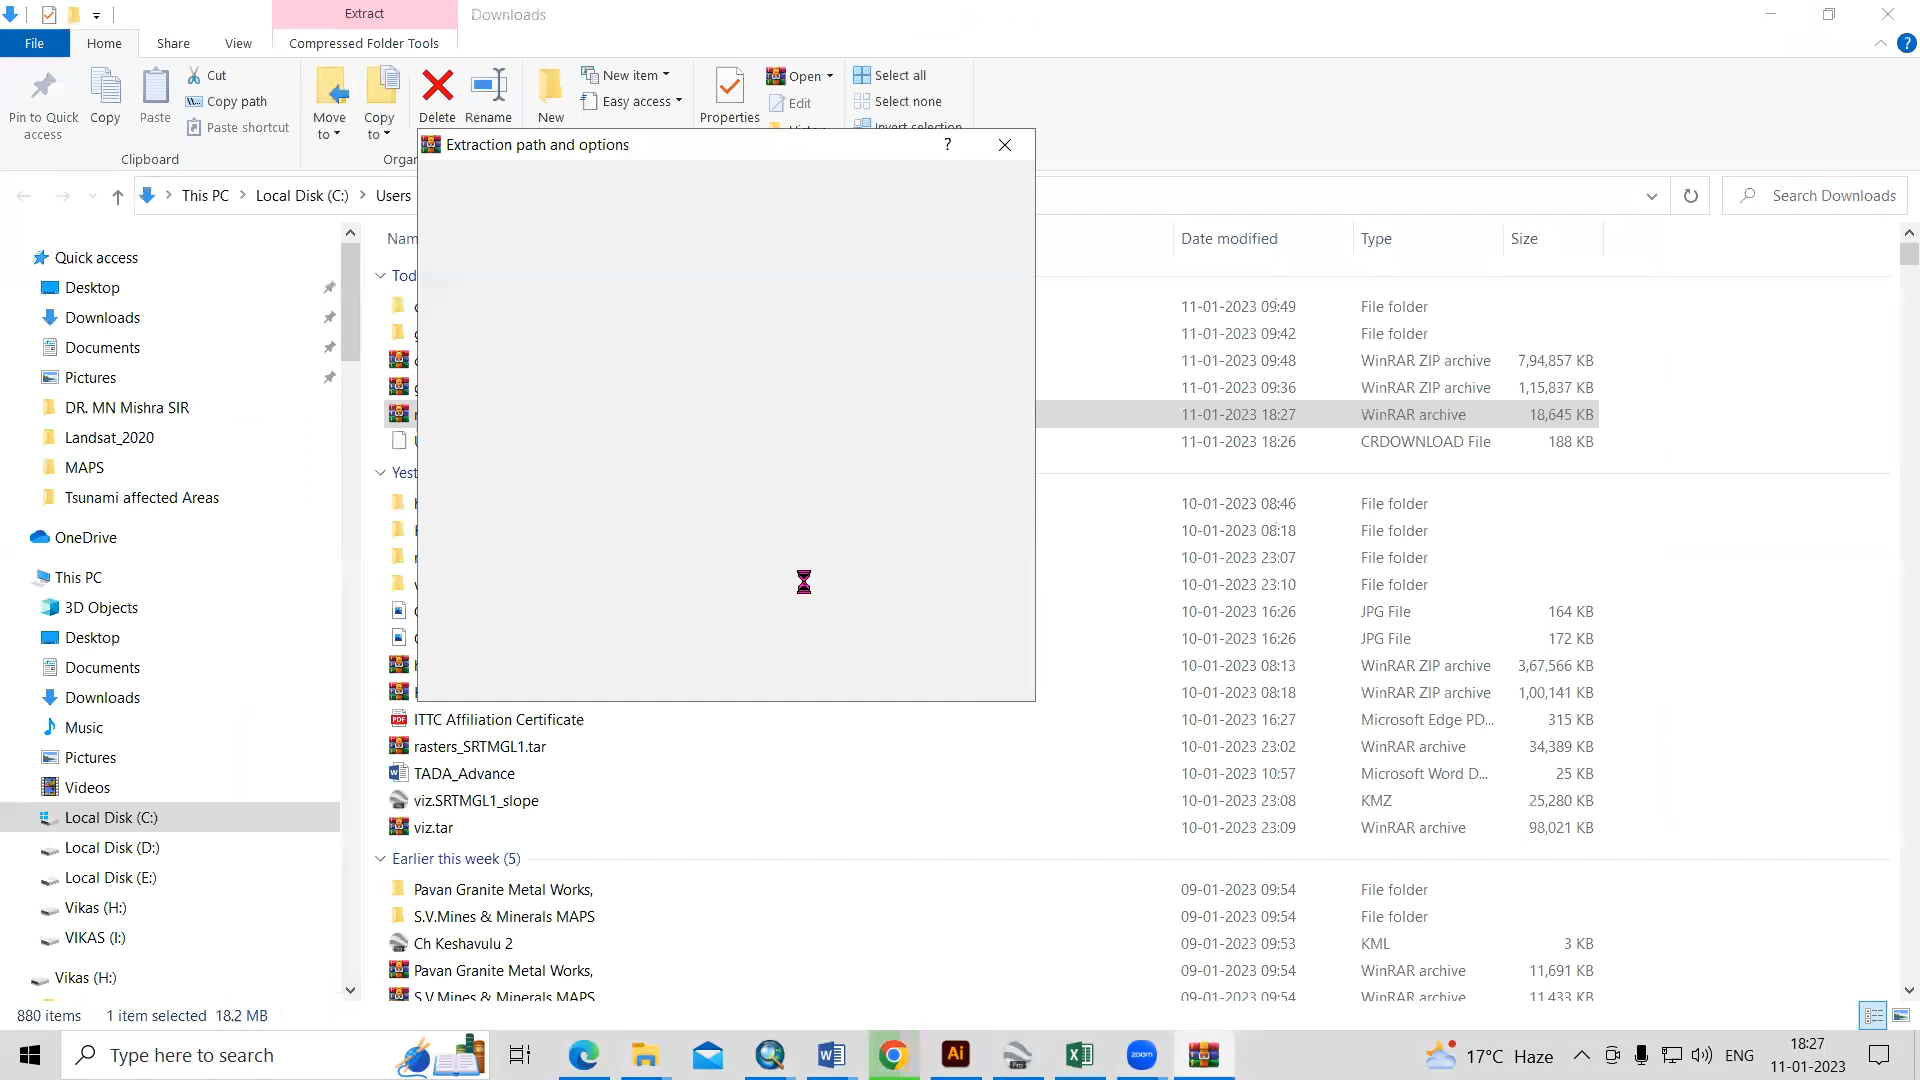 Extract
Downloads
File
Home
Share
View
Compressed Folder Tools
Pin to Quick access
Copy
Paste
Cut
Copy path
Paste shortcut
Clipboard
Move to
Copy to
Delete
Rename
New
New item
Easy access
Properties
Open
Edit
Select all
Select none
Invert selection
Extraction path and options
?
This PC
Local Disk (C:)
Users
Search Downloads
Date modified
Type
Size
Quick access
Desktop
Downloads
Documents
Pictures
DR. MN Mishra SIR
Landsat_2020
MAPS
Tsunami affected Areas
OneDrive
This PC
3D Objects
Desktop
Documents
Downloads
Music
Pictures
Videos
Local Disk (C:)
Local Disk (D:)
Local Disk (E:)
Vikas (H:)
VIKAS (I:)
Vikas (H:)
11-01-2023 09:49 File folder
11-01-2023 09:42 File folder
11-01-2023 09:48 WinRAR ZIP archive 7,94,857 KB
11-01-2023 09:36 WinRAR ZIP archive 1,15,837 KB
11-01-2023 18:27 WinRAR archive 18,645 KB
11-01-2023 18:26 CRDOWNLOAD File 188 KB
10-01-2023 08:46 File folder
10-01-2023 08:18 File folder
10-01-2023 23:07 File folder
10-01-2023 23:10 File folder
10-01-2023 16:26 JPG File 164 KB
10-01-2023 16:26 JPG File 172 KB
10-01-2023 08:13 WinRAR ZIP archive 3,67,566 KB
10-01-2023 08:18 WinRAR ZIP archive 1,00,141 KB
ITTC Affiliation Certificate 10-01-2023 16:27 Microsoft Edge PD... 315 KB
rasters_SRTMGL1.tar 10-01-2023 23:02 WinRAR archive 34,389 KB
TADA_Advance 10-01-2023 10:57 Microsoft Word D... 25 KB
viz.SRTMGL1_slope 10-01-2023 23:08 KMZ 25,280 KB
viz.tar 10-01-2023 23:09 WinRAR archive 98,021 KB
Earlier this week (5)
Pavan Granite Metal Works, 09-01-2023 09:54 File folder
S.V.Mines & Minerals MAPS 09-01-2023 09:54 File folder
Ch Keshavulu 2 09-01-2023 09:53 KML 3 KB
Pavan Granite Metal Works, 09-01-2023 09:54 WinRAR archive 11,691 KB
S.V.Mines & Minerals MAPS 09-01-2023 09:54 WinRAR archive 11,433 KB
880 items 1 item selected 18.2 MB
Type here to search
Ai
zoom
17°C Haze
ENG
18:27
11-01-2023